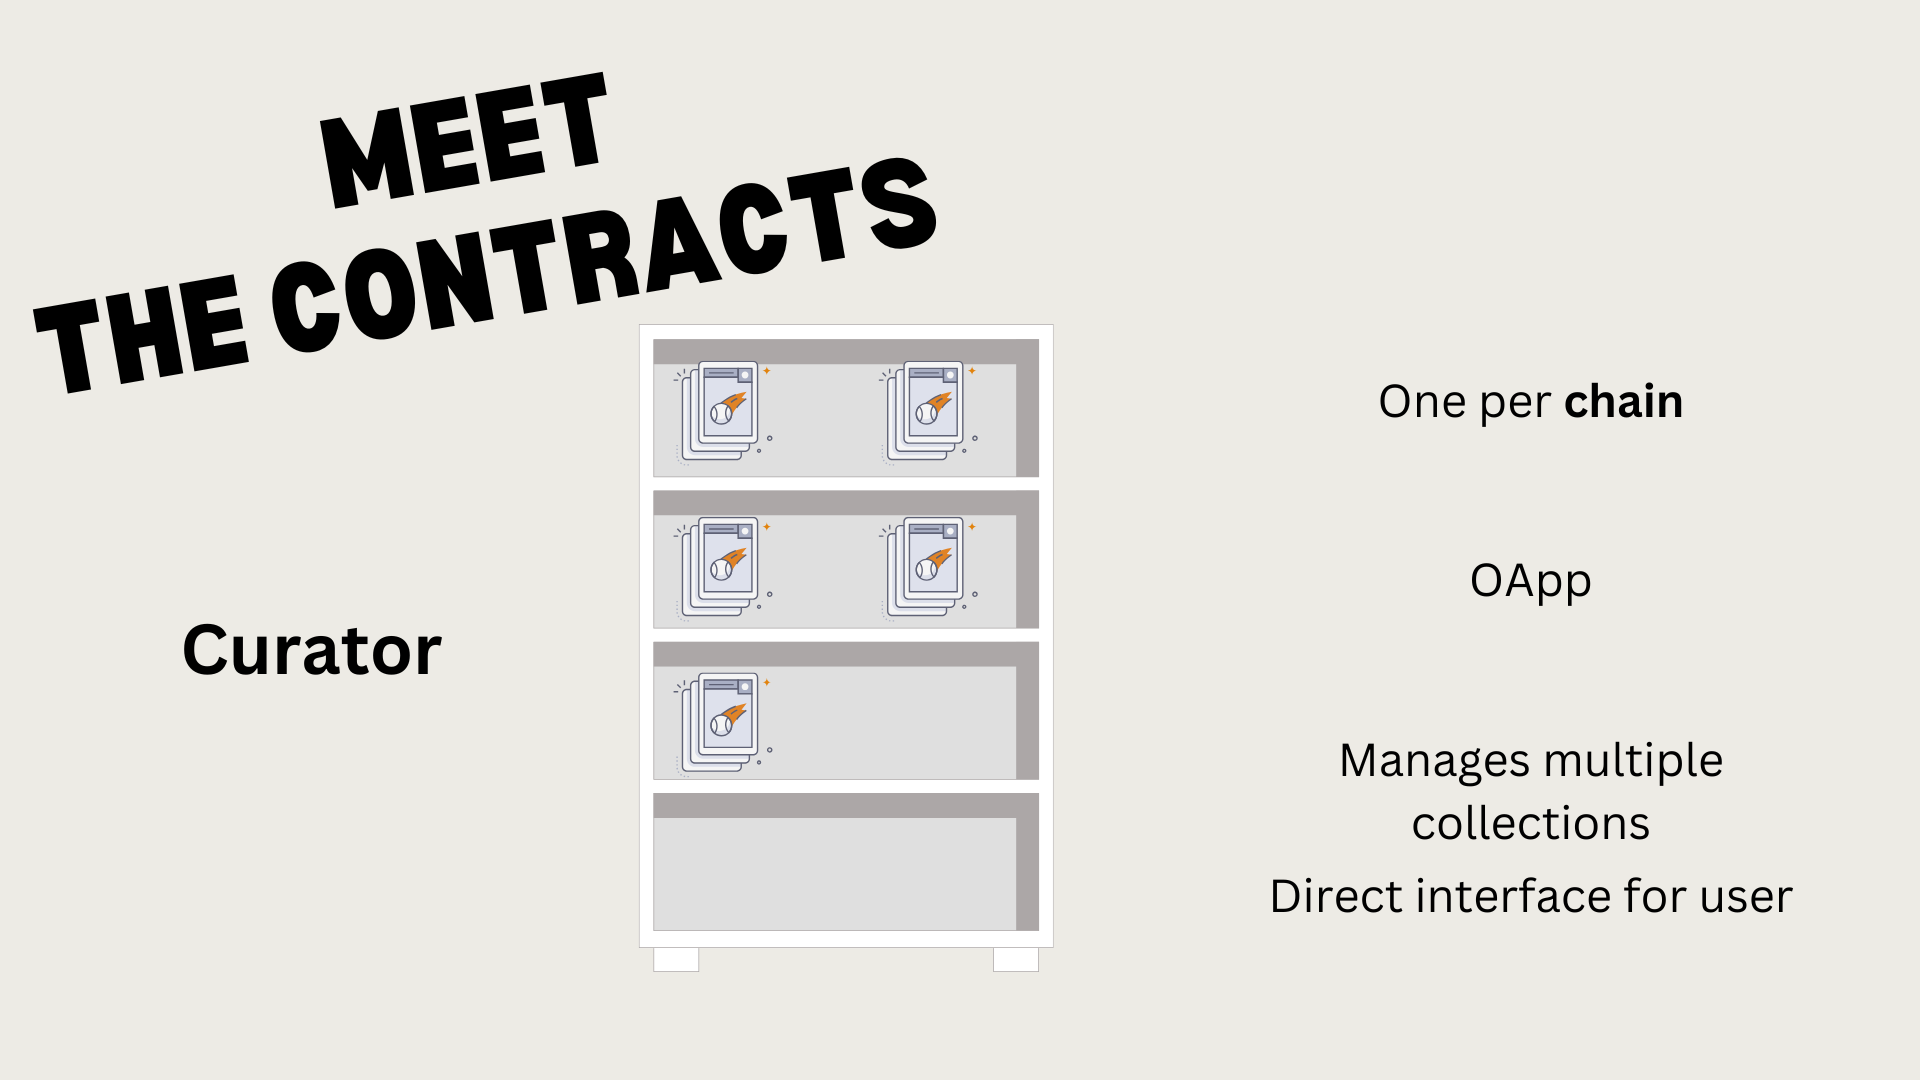 MEET
THE CONTRACTS
Curator
One per chain
OApp
Manages multiple
collections
Direct interface for user